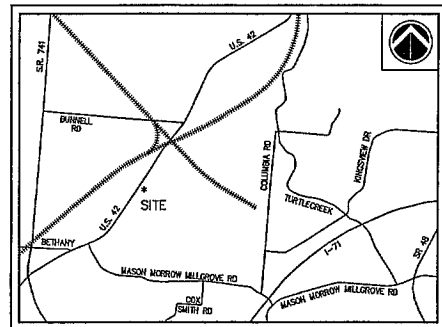 S.R. 741
U.S. 42
BUNNELL
RD
COLUMBIA RD
KINGSVIEW DR
TURTLECREEK
*
SITE
U.S. 42
BETHANY
I-71
SR 48
MASON MORROW MILLGROVE RD
COX
SMITH RD
MASON MORROW MILLGROVE RD